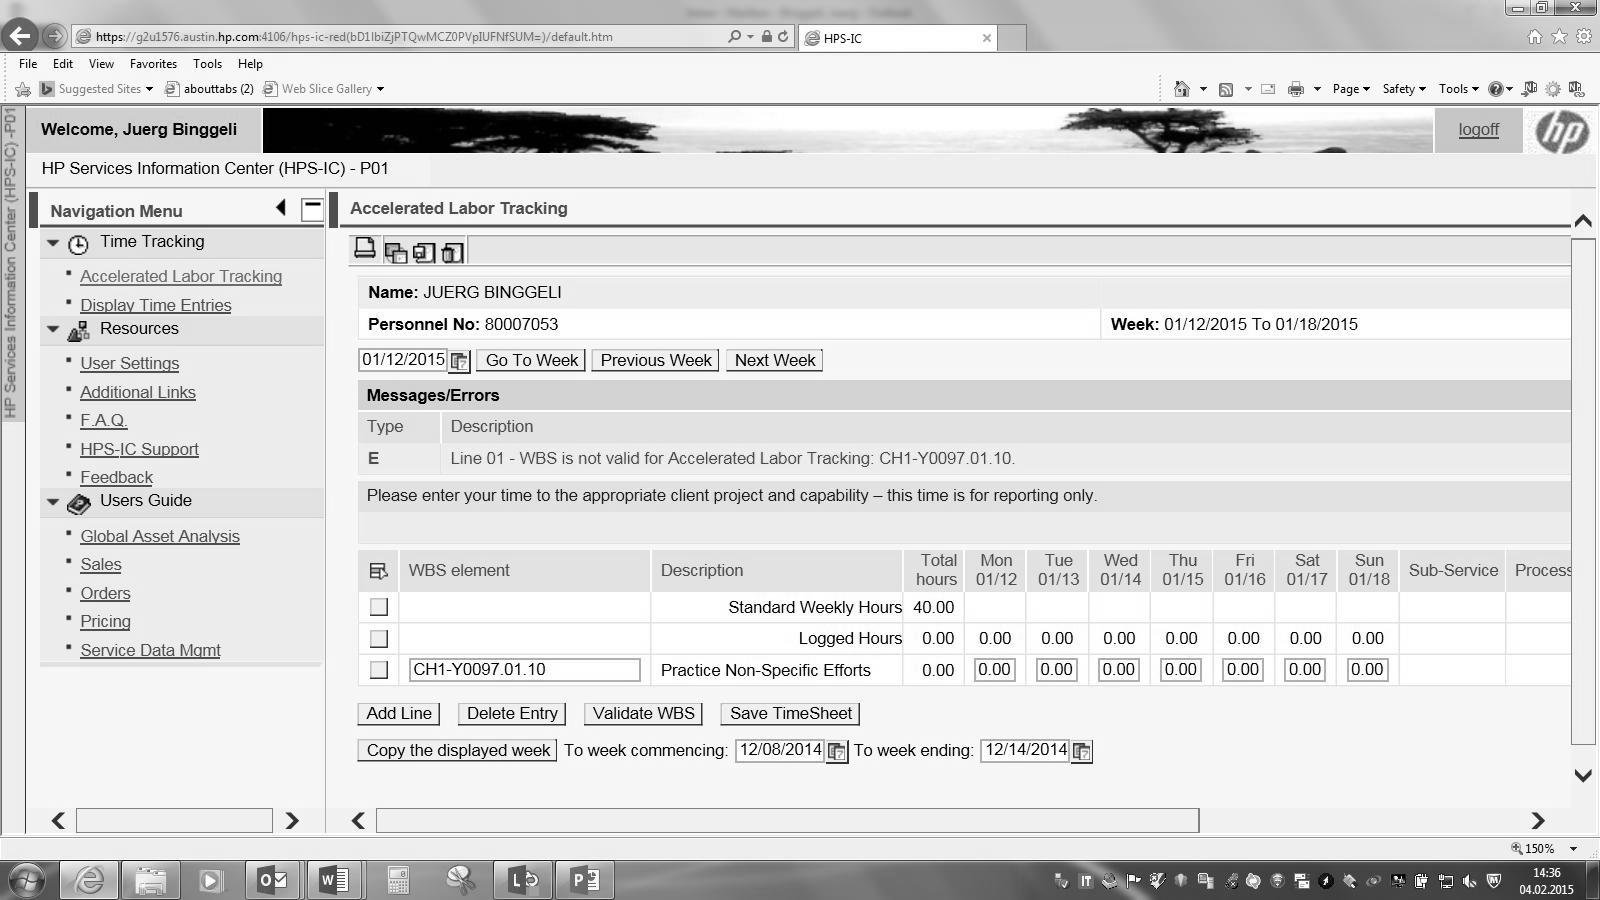 https://g2u1576.austin.hp.com:4106/hps-ic-red(bD1lbiZjPTQwMCZ0PVpIUFNfSUM=)/default.htm
HPS-IC
File Edit View Favorites Tools Help
Suggested Sites abouttabs (2) Web Slice Gallery
Page Safety Tools
HP Services Information Center (HPS-IC) -P01
Welcome, Juerg Binggeli
logoff
hp
HP Services Information Center (HPS-IC) - P01
Navigation Menu
Time Tracking
Accelerated Labor Tracking
Display Time Entries
Resources
User Settings
Additional Links
F.A.Q.
HPS-IC Support
Feedback
Users Guide
Global Asset Analysis
Sales
Orders
Pricing
Service Data Mgmt
Accelerated Labor Tracking
Name: JUERG BINGGELI
Personnel No: 80007053 Week: 01/12/2015 To 01/18/2015
01/12/2015 Go To Week Previous Week Next Week
Messages/Errors
Type Description
E Line 01 - WBS is not valid for Accelerated Labor Tracking: CH1-Y0097.01.10.
Please enter your time to the appropriate client project and capability – this time is for reporting only.
WBS element Description Total hours Mon 01/12 Tue 01/13 Wed 01/14 Thu 01/15 Fri 01/16 Sat 01/17 Sun 01/18 Sub-Service Process
Standard Weekly Hours 40.00
Logged Hours 0.00 0.00 0.00 0.00 0.00 0.00 0.00 0.00
CH1-Y0097.01.10 Practice Non-Specific Efforts 0.00 0.00 0.00 0.00 0.00 0.00 0.00 0.00
Add Line Delete Entry Validate WBS Save TimeSheet
Copy the displayed week To week commencing: 12/08/2014 To week ending: 12/14/2014
150%
IT
14:36
04.02.2015